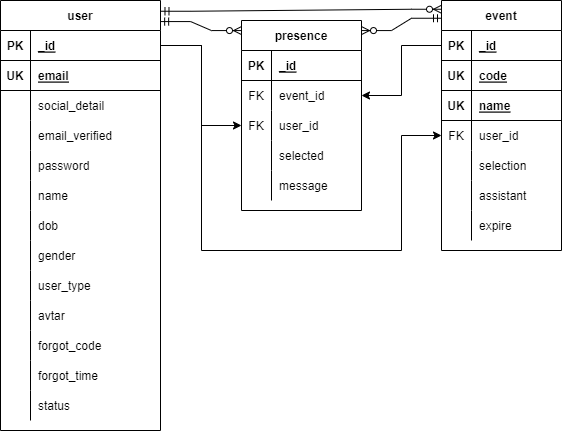 user
PK _id
UK email
social_detail
email_verified
password
name
dob
gender
user_type
avtar
forgot_code
forgot_time
status
presence
PK _id
FK event_id
FK user_id
selected
message
event
PK _id
UK code
UK name
FK user_id
selection
assistant
expire